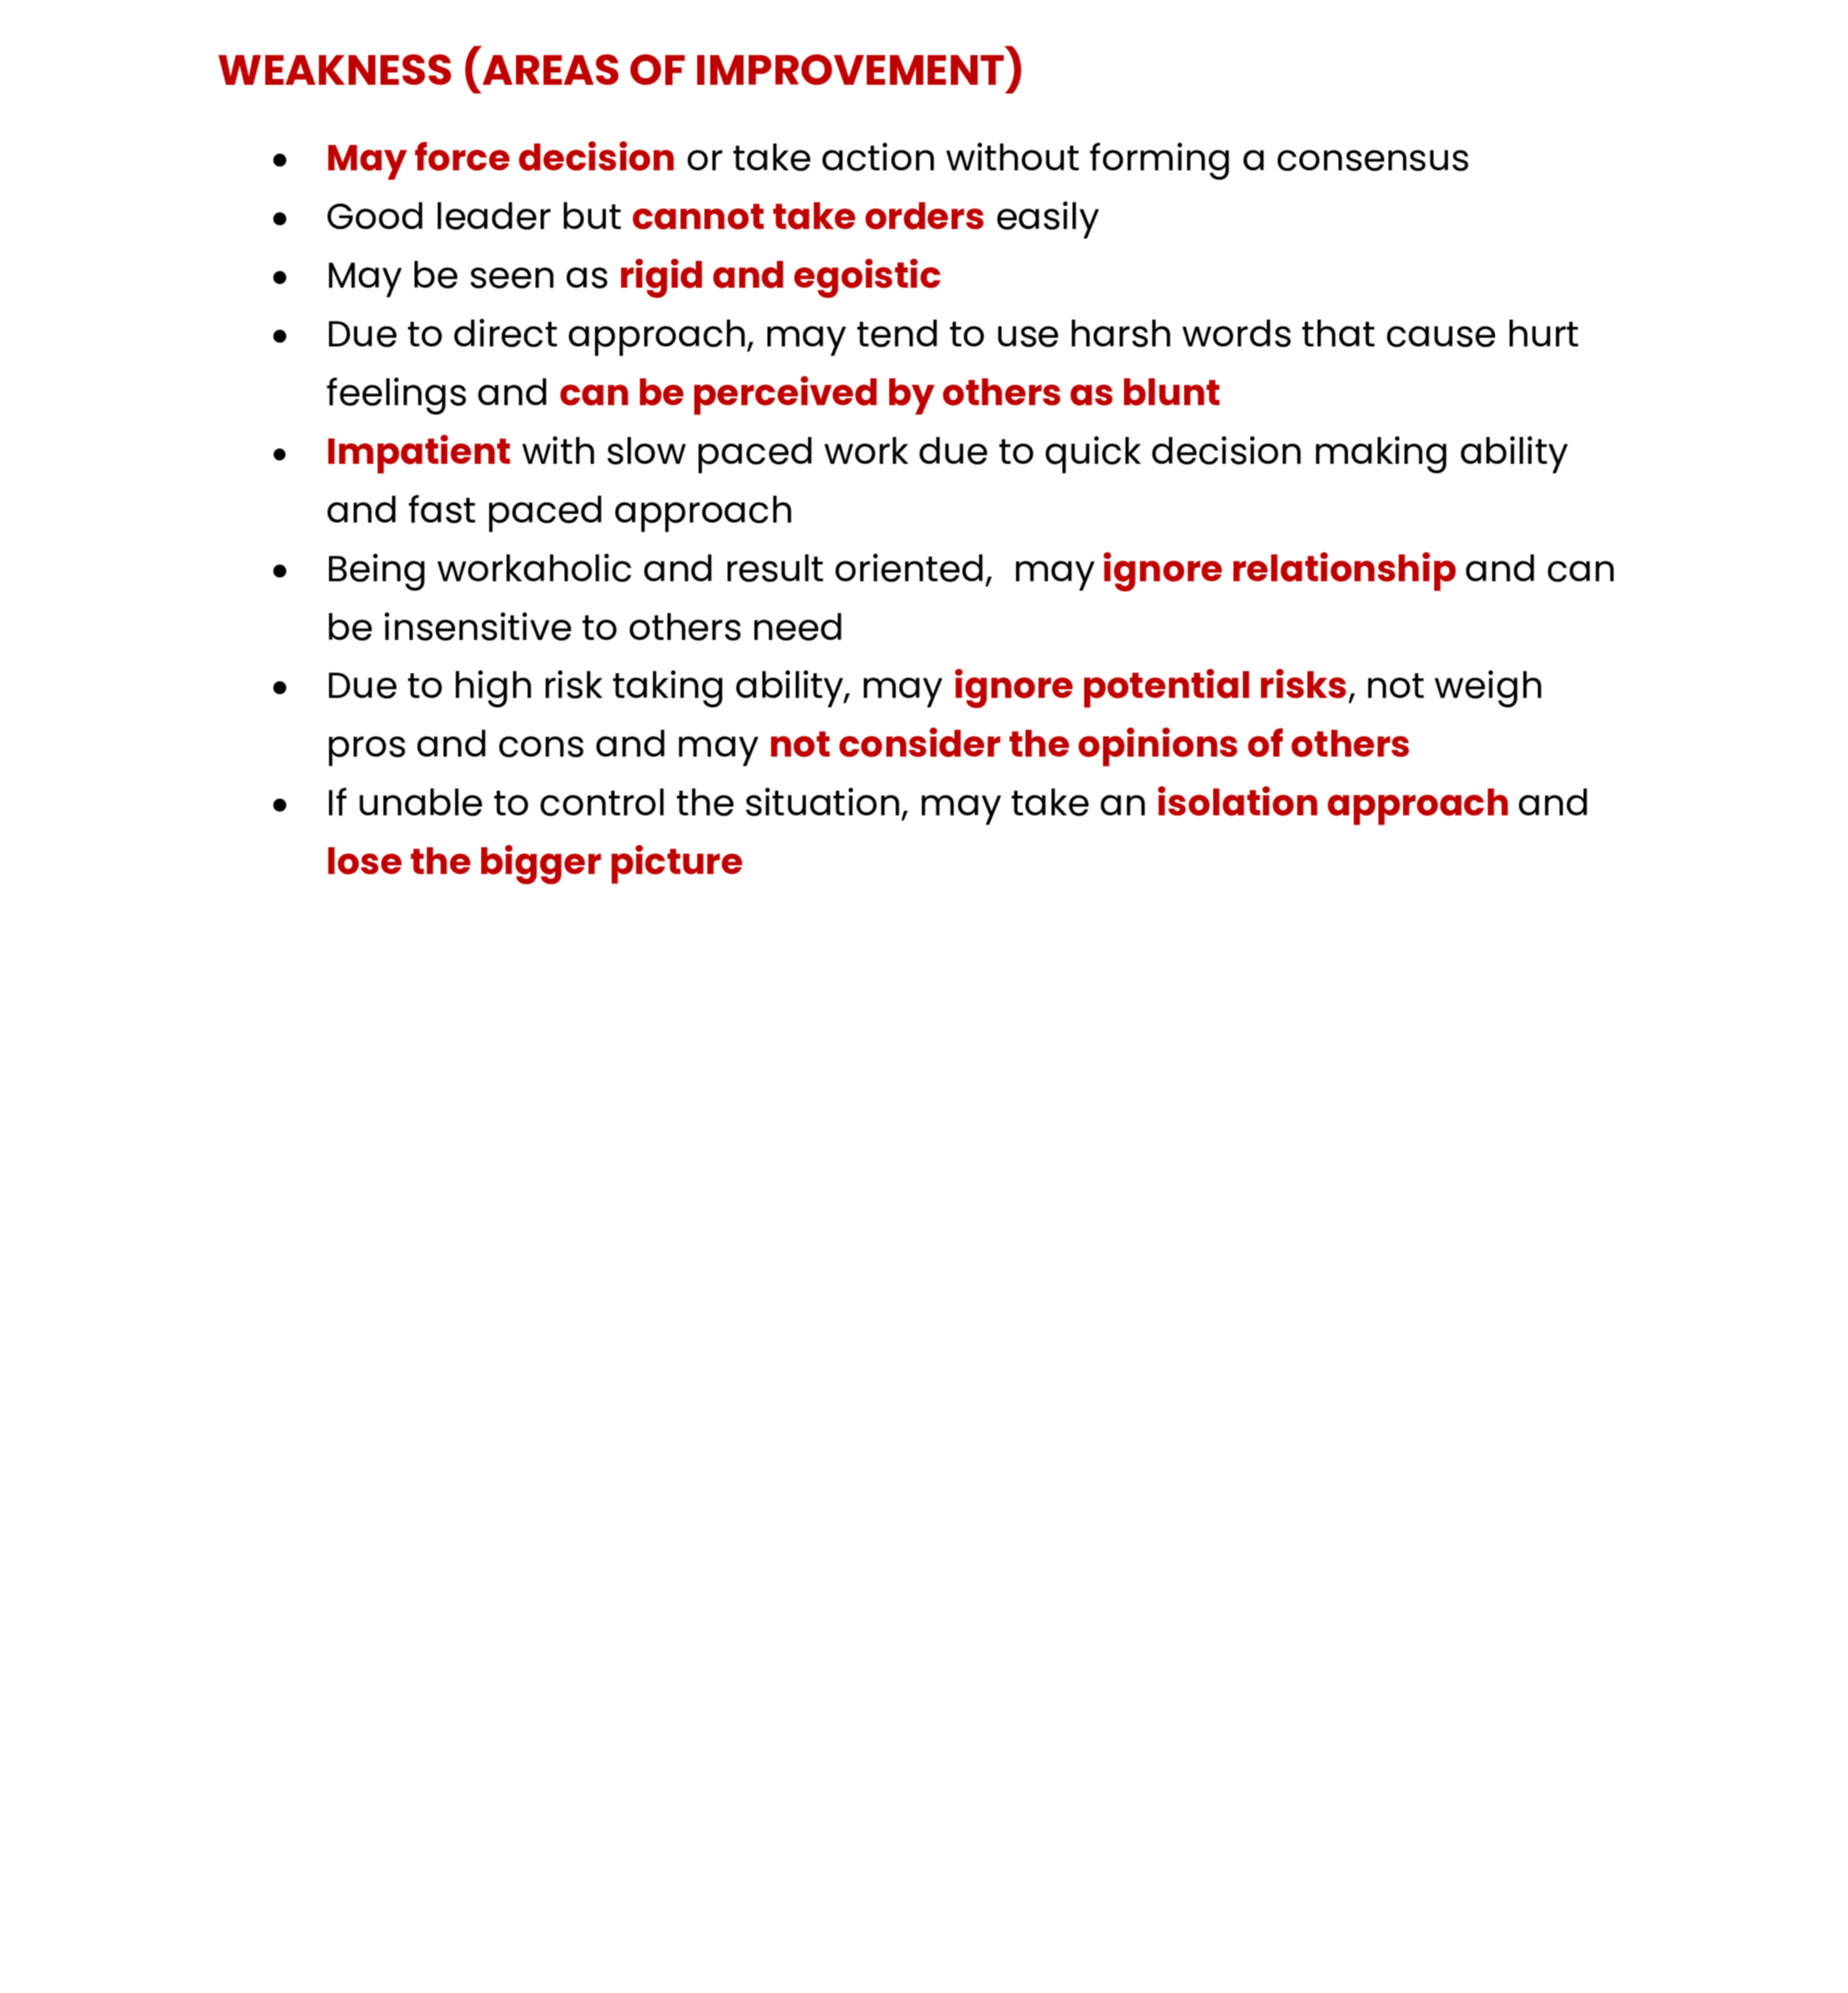 WEAKNESS (AREAS OF IMPROVEMENT)
• May force decision or take action without forming a consensus
• Good leader but cannot take orders easily
• May be seen as rigid and egoistic
• Due to direct approach, may tend to use harsh words that cause hurt
feelings and can be perceived by others as blunt
• Impatient with slow paced work due to quick decision making ability
and fast paced approach
• Being workaholic and result oriented,  may ignore relationship and can
be insensitive to others need
• Due to high risk taking ability, may ignore potential risks, not weigh
pros and cons and may not consider the opinions of others
• If unable to control the situation, may take an isolation approach and
lose the bigger picture